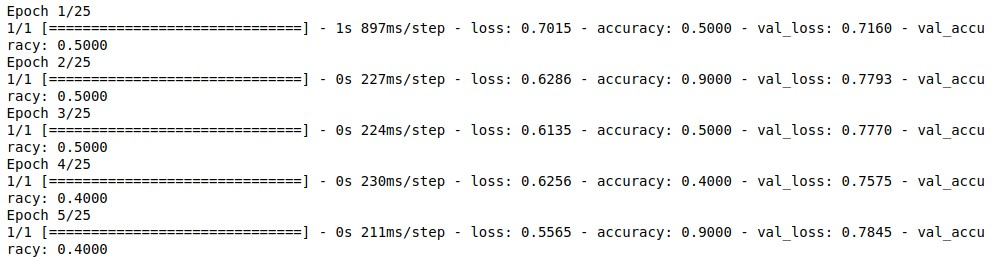 Epoch 1/25
1/1 [==============================] - 1s 897ms/step - loss: 0.7015 - accuracy: 0.5000 - val_loss: 0.7160 - val_accu
racy: 0.5000
Epoch 2/25
1/1 [==============================] - 0s 227ms/step - loss: 0.6286 - accuracy: 0.9000 - val_loss: 0.7793 - val_accu
racy: 0.5000
Epoch 3/25
1/1 [==============================] - 0s 224ms/step - loss: 0.6135 - accuracy: 0.5000 - val_loss: 0.7770 - val_accu
racy: 0.5000
Epoch 4/25
1/1 [==============================] - 0s 230ms/step - loss: 0.6256 - accuracy: 0.4000 - val_loss: 0.7575 - val_accu
racy: 0.4000
Epoch 5/25
1/1 [==============================] - 0s 211ms/step - loss: 0.5565 - accuracy: 0.9000 - val_loss: 0.7845 - val_accu
racy: 0.4000